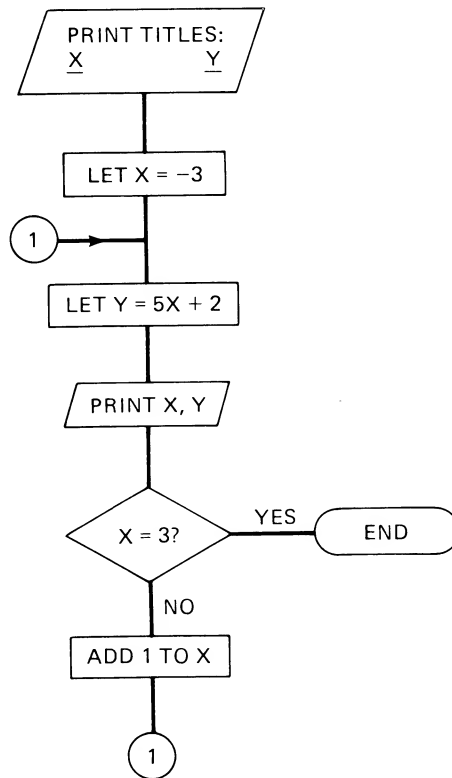 PRINT TITLES:
X Y
LET X = −3
1
LET Y = 5X + 2
PRINT X, Y
X = 3?
YES
END
NO
ADD 1 TO X
1